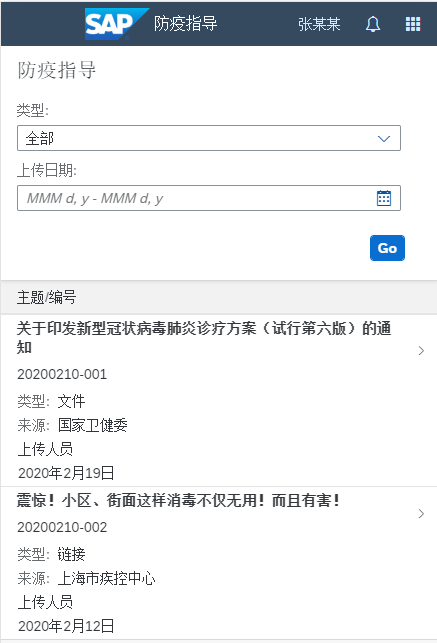 SAP 防疫指导 张某某
防疫指导
类型:
全部
上传日期:
MMM d, y - MMM d, y
Go
主题/编号
关于印发新型冠状病毒肺炎诊疗方案（试行第六版）的通
知
20200210-001
类型: 文件
来源: 国家卫健委
上传人员
2020年2月19日
震惊！小区、街面这样消毒不仅无用！而且有害！
20200210-002
类型: 链接
来源: 上海市疾控中心
上传人员
2020年2月12日